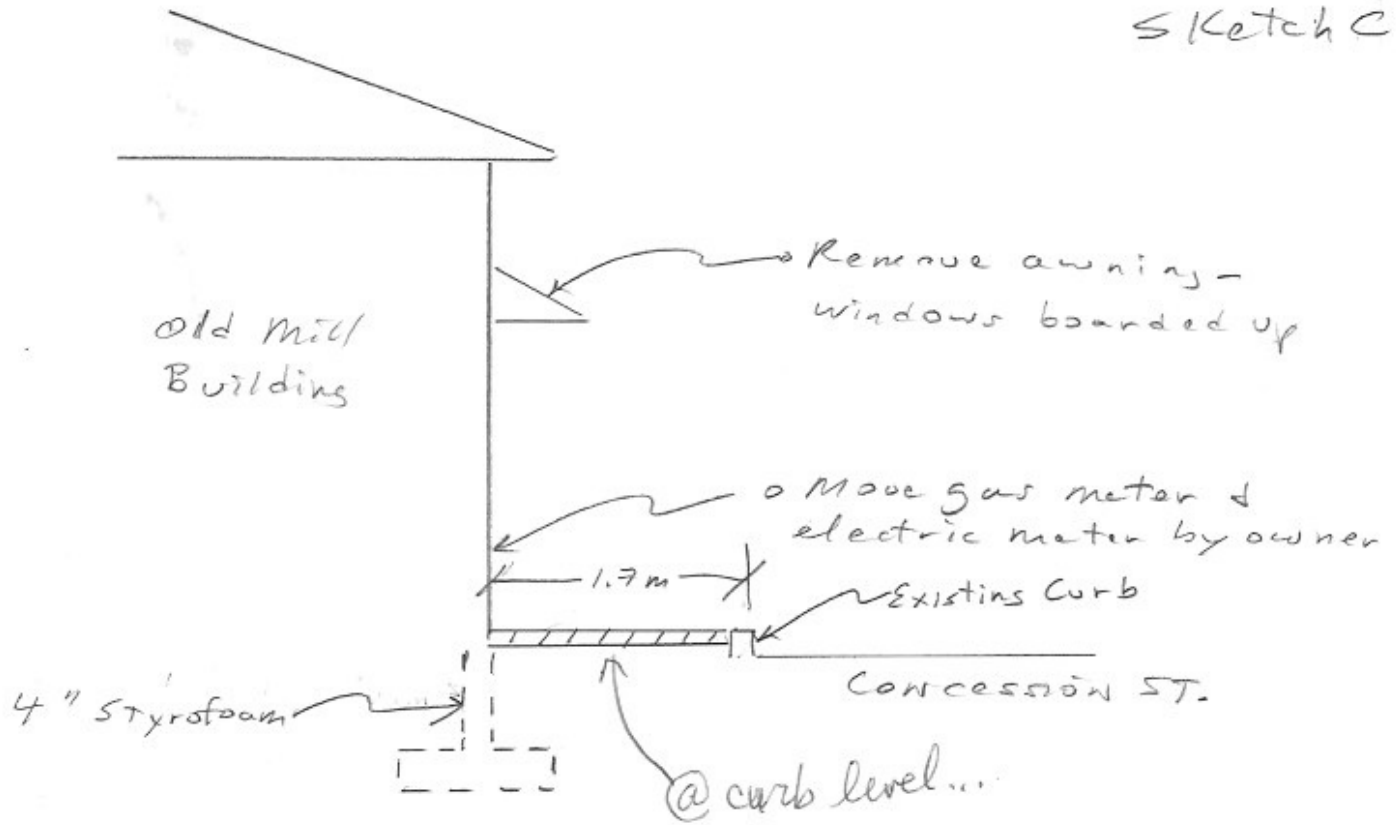 Sketch C
Remove awning -
windows boarded up
Old Mill
Building
Move gas meter &
electric meter by owner
1.7m
Existing Curb
Concession ST.
4" Styrofoam
@ curb level...